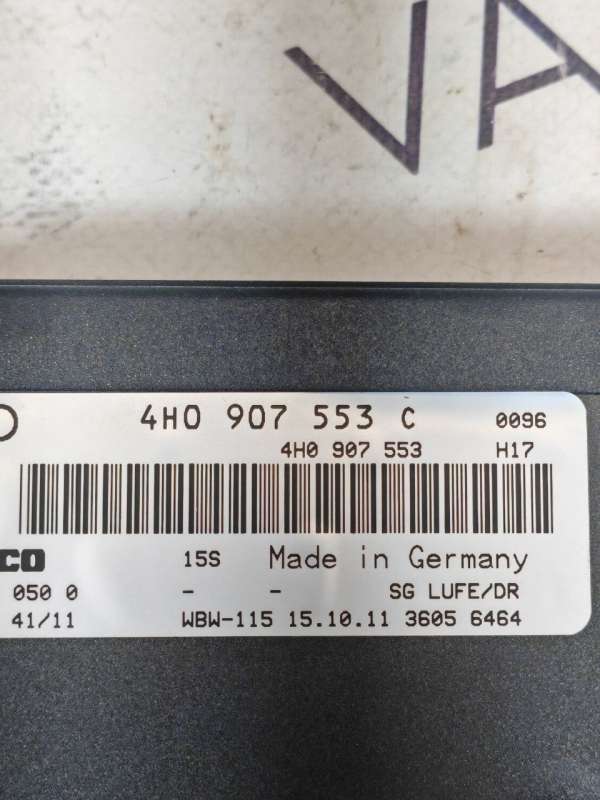 VA
4H0 907 553 C 0096
4H0 907 553 H17
CO 15S Made in Germany
050 0 - - SG LUFE/DR
41/11 WBW-115 15.10.11 3605 6464